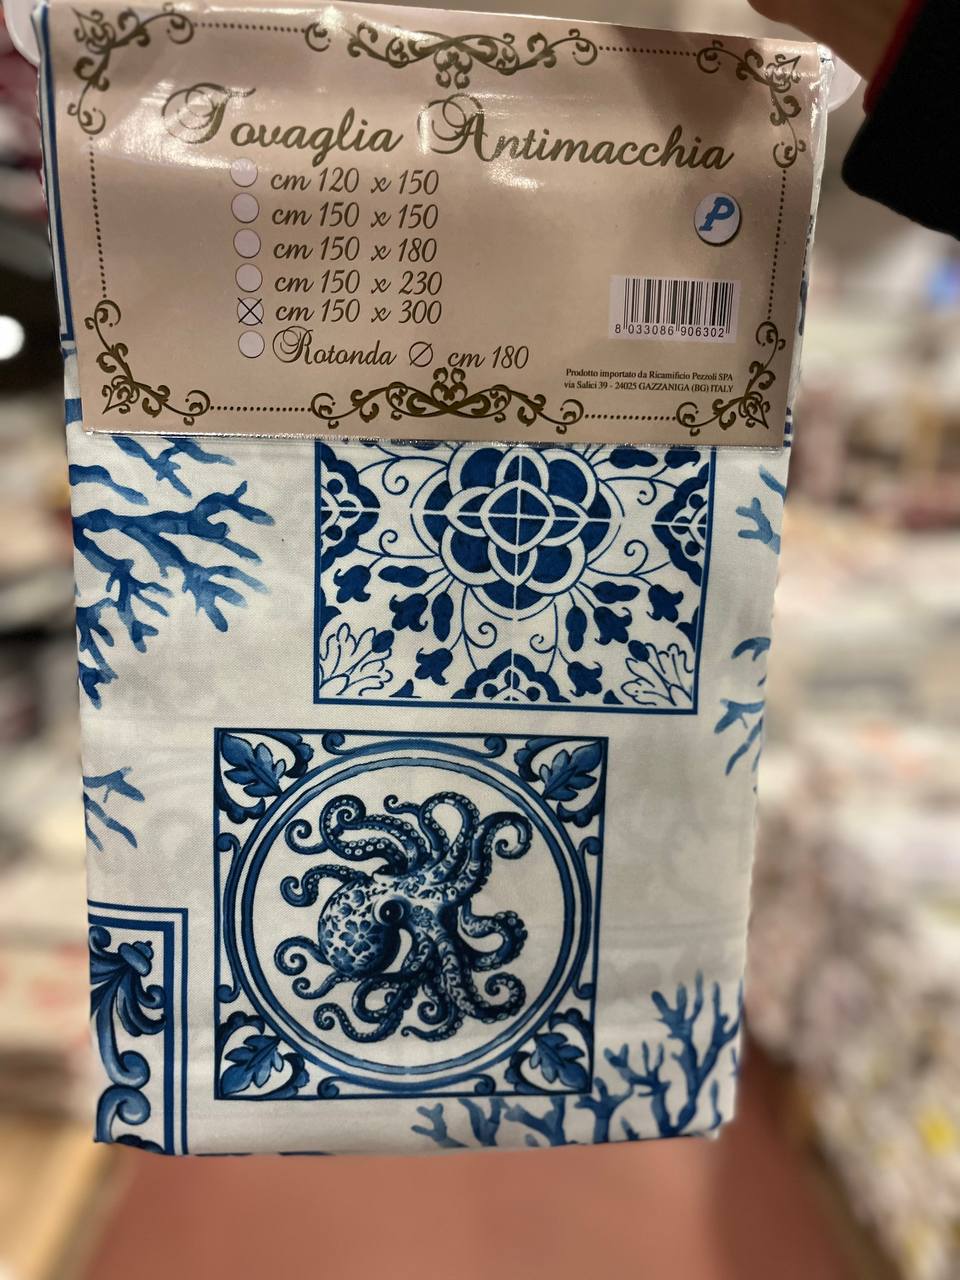 Tovaglia Antimacchia
cm 120 x 150
cm 150 x 150
cm 150 x 180
cm 150 x 230
cm 150 x 300
Rotonda Ø cm 180
P
8 033086 906302
Prodotto importato da Ricamificio Pezzoli SPA
via Salici 39 - 24025 GAZZANIGA (BG) ITALY